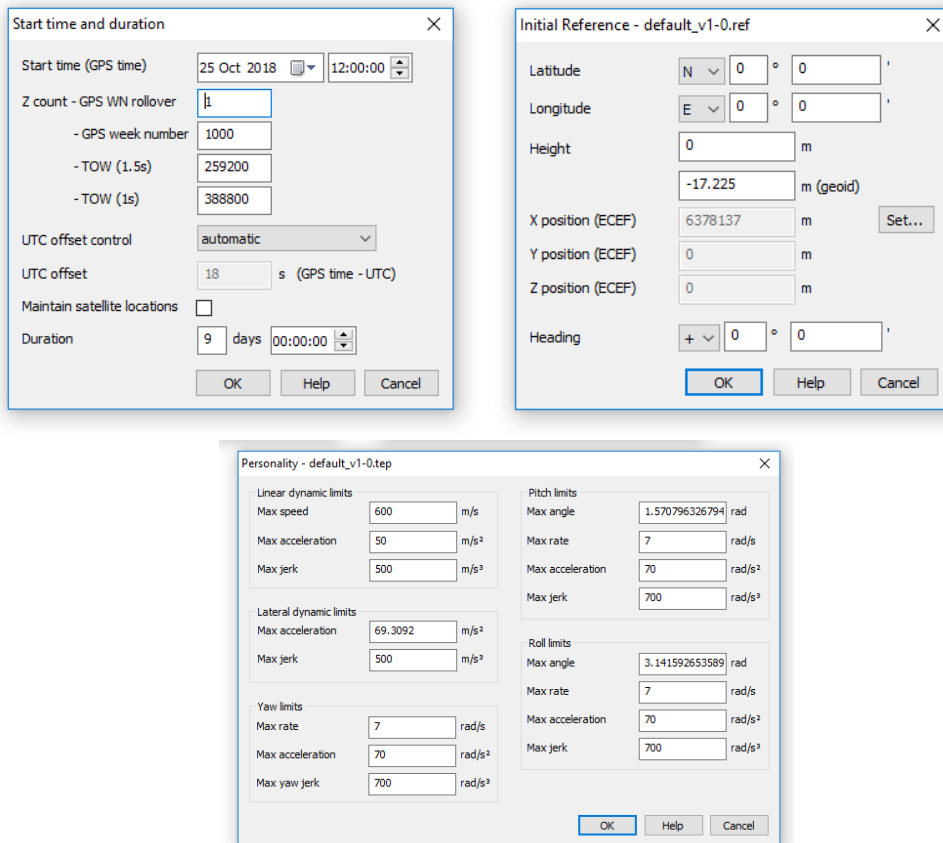 Start time and duration
Start time (GPS time) 25 Oct 2018 12:00:00
Z count - GPS WN rollover 1
- GPS week number 1000
- TOW (1.5s) 259200
- TOW (1s) 388800
UTC offset control automatic
UTC offset 18 s (GPS time - UTC)
Maintain satellite locations
Duration 9 days 00:00:00
OK Help Cancel
Initial Reference - default_v1-0.ref
Latitude N 0 ° 0 '
Longitude E 0 ° 0 '
Height 0 m
-17.225 m (geoid)
X position (ECEF) 6378137 m Set...
Y position (ECEF) 0 m
Z position (ECEF) 0 m
Heading + 0 ° 0 '
OK Help Cancel
Personality - default_v1-0.tep
Linear dynamic limits
Max speed 600 m/s
Max acceleration 50 m/s²
Max jerk 500 m/s³
Lateral dynamic limits
Max acceleration 69.3092 m/s²
Max jerk 500 m/s³
Yaw limits
Max rate 7 rad/s
Max acceleration 70 rad/s²
Max yaw jerk 700 rad/s³
Pitch limits
Max angle 1.570796326794 rad
Max rate 7 rad/s
Max acceleration 70 rad/s²
Max jerk 700 rad/s³
Roll limits
Max angle 3.141592653589 rad
Max rate 7 rad/s
Max acceleration 70 rad/s²
Max jerk 700 rad/s³
OK Help Cancel